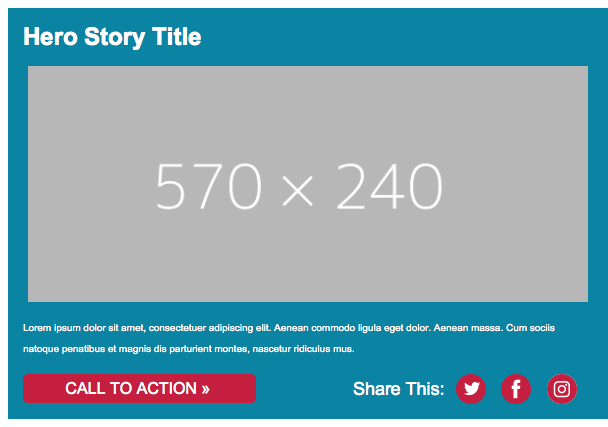 Hero Story Title
570 × 240
Lorem ipsum dolor sit amet, consectetuer adipiscing elit. Aenean commodo ligula eget dolor. Aenean massa. Cum sociis
natoque penatibus et magnis dis parturient montes, nascetur ridiculus mus.
CALL TO ACTION » Share This: